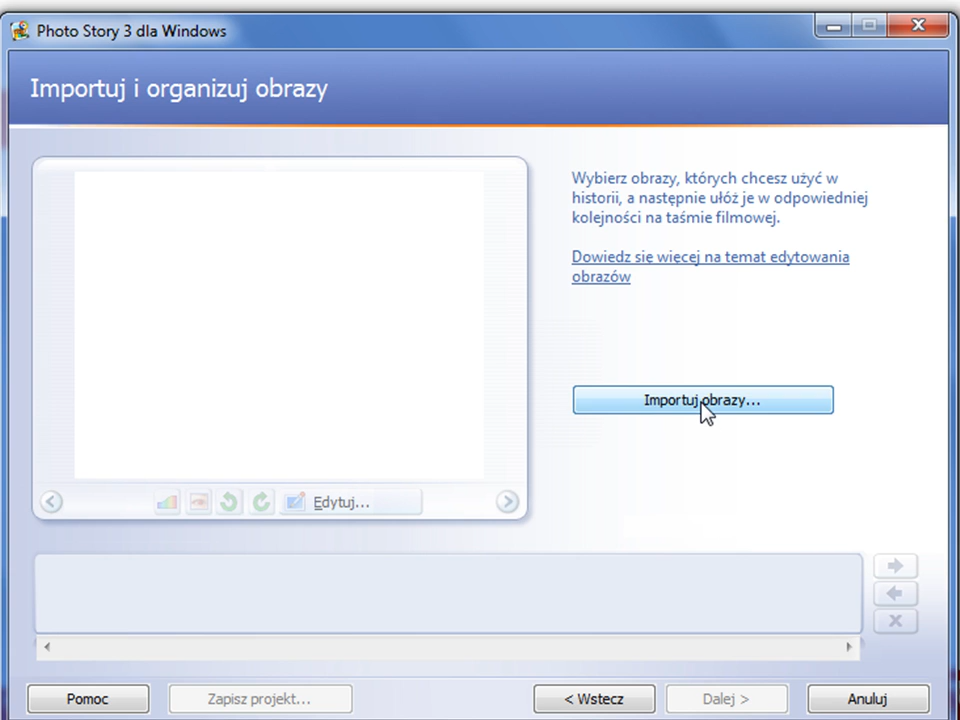 Photo Story 3 dla Windows
Importuj i organizuj obrazy
Wybierz obrazy, których chcesz użyć w
historii, a następnie ułóż je w odpowiedniej
kolejności na taśmie filmowej.
Dowiedz się więcej na temat edytowania
obrazów
Importuj obrazy...
Edytuj...
Pomoc
Zapisz projekt...
< Wstecz
Dalej >
Anuluj